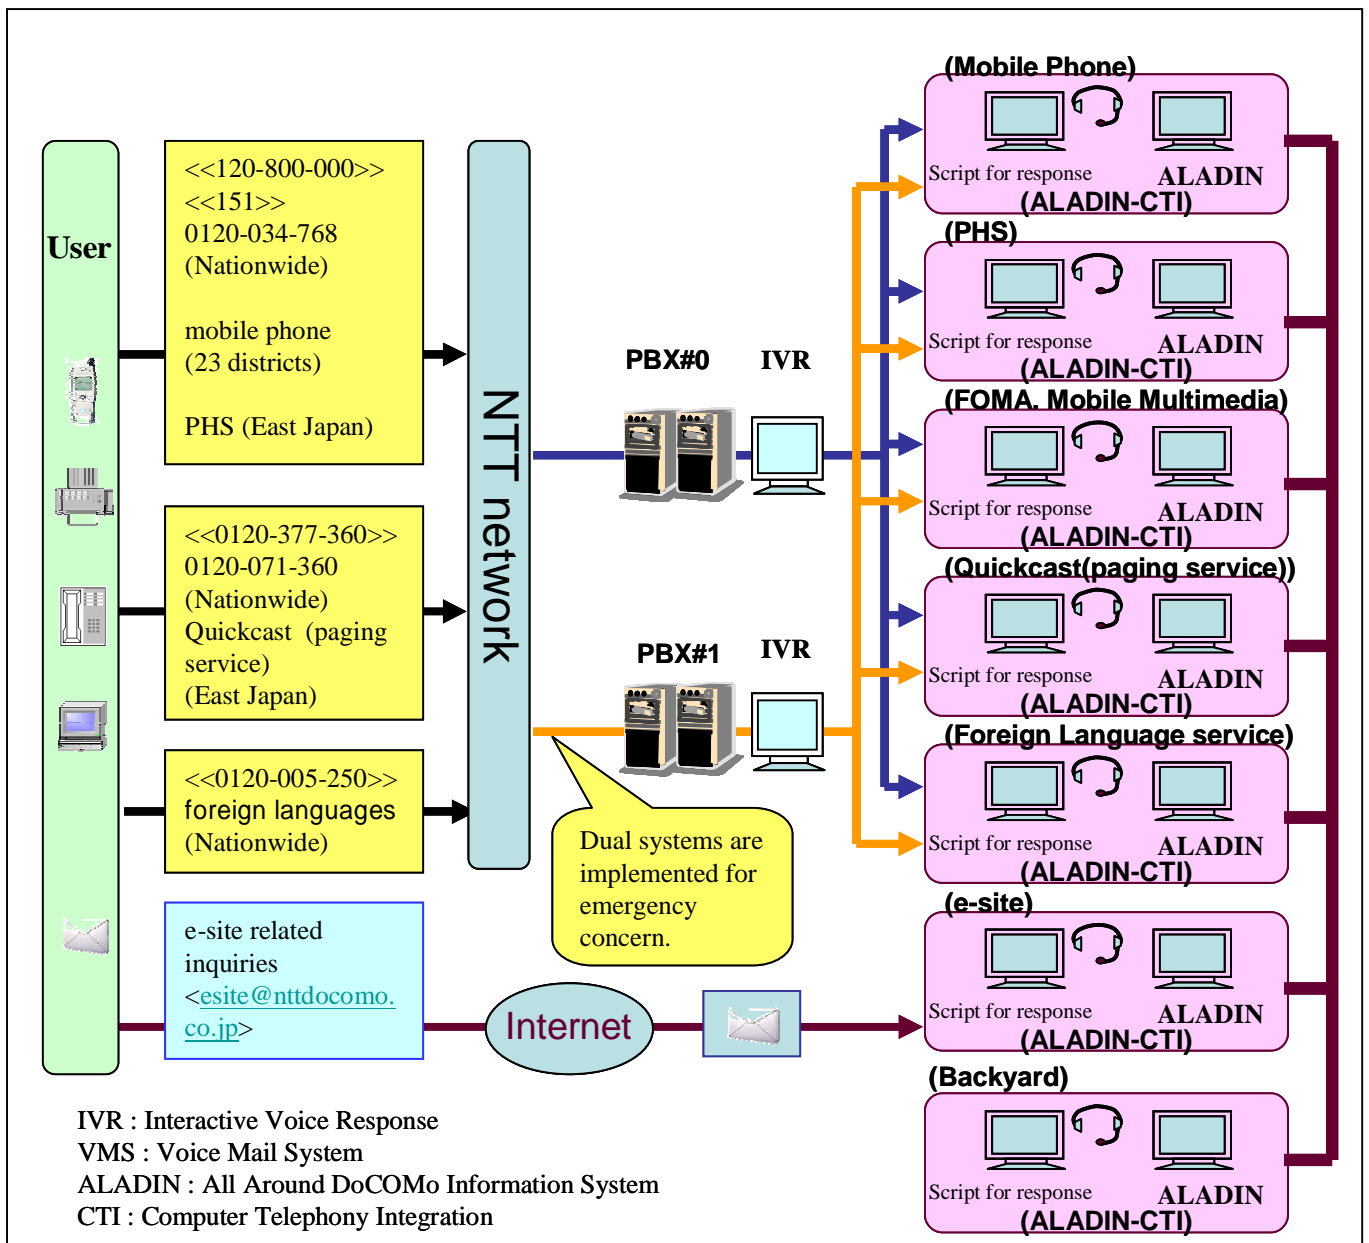 User
<<120-800-000>>
<<151>>
0120-034-768
(Nationwide)
mobile phone
(23 districts)
PHS (East Japan)
<<0120-377-360>>
0120-071-360
(Nationwide)
Quickcast (paging
service)
(East Japan)
<<0120-005-250>>
foreign languages
(Nationwide)
e-site related
inquiries
<esite@nttdocomo.
co.jp>
NTT network
Internet
PBX#0
IVR
PBX#1
IVR
Dual systems are
implemented for
emergency
concern.
(Mobile Phone)
Script for response
ALADIN
(ALADIN-CTI)
(PHS)
Script for response
ALADIN
(ALADIN-CTI)
(FOMA. Mobile Multimedia)
Script for response
ALADIN
(ALADIN-CTI)
(Quickcast(paging service))
Script for response
ALADIN
(ALADIN-CTI)
(Foreign Language service)
Script for response
ALADIN
(ALADIN-CTI)
(e-site)
Script for response
ALADIN
(ALADIN-CTI)
(Backyard)
Script for response
ALADIN
(ALADIN-CTI)
IVR : Interactive Voice Response
VMS : Voice Mail System
ALADIN : All Around DoCOMo Information System
CTI : Computer Telephony Integration